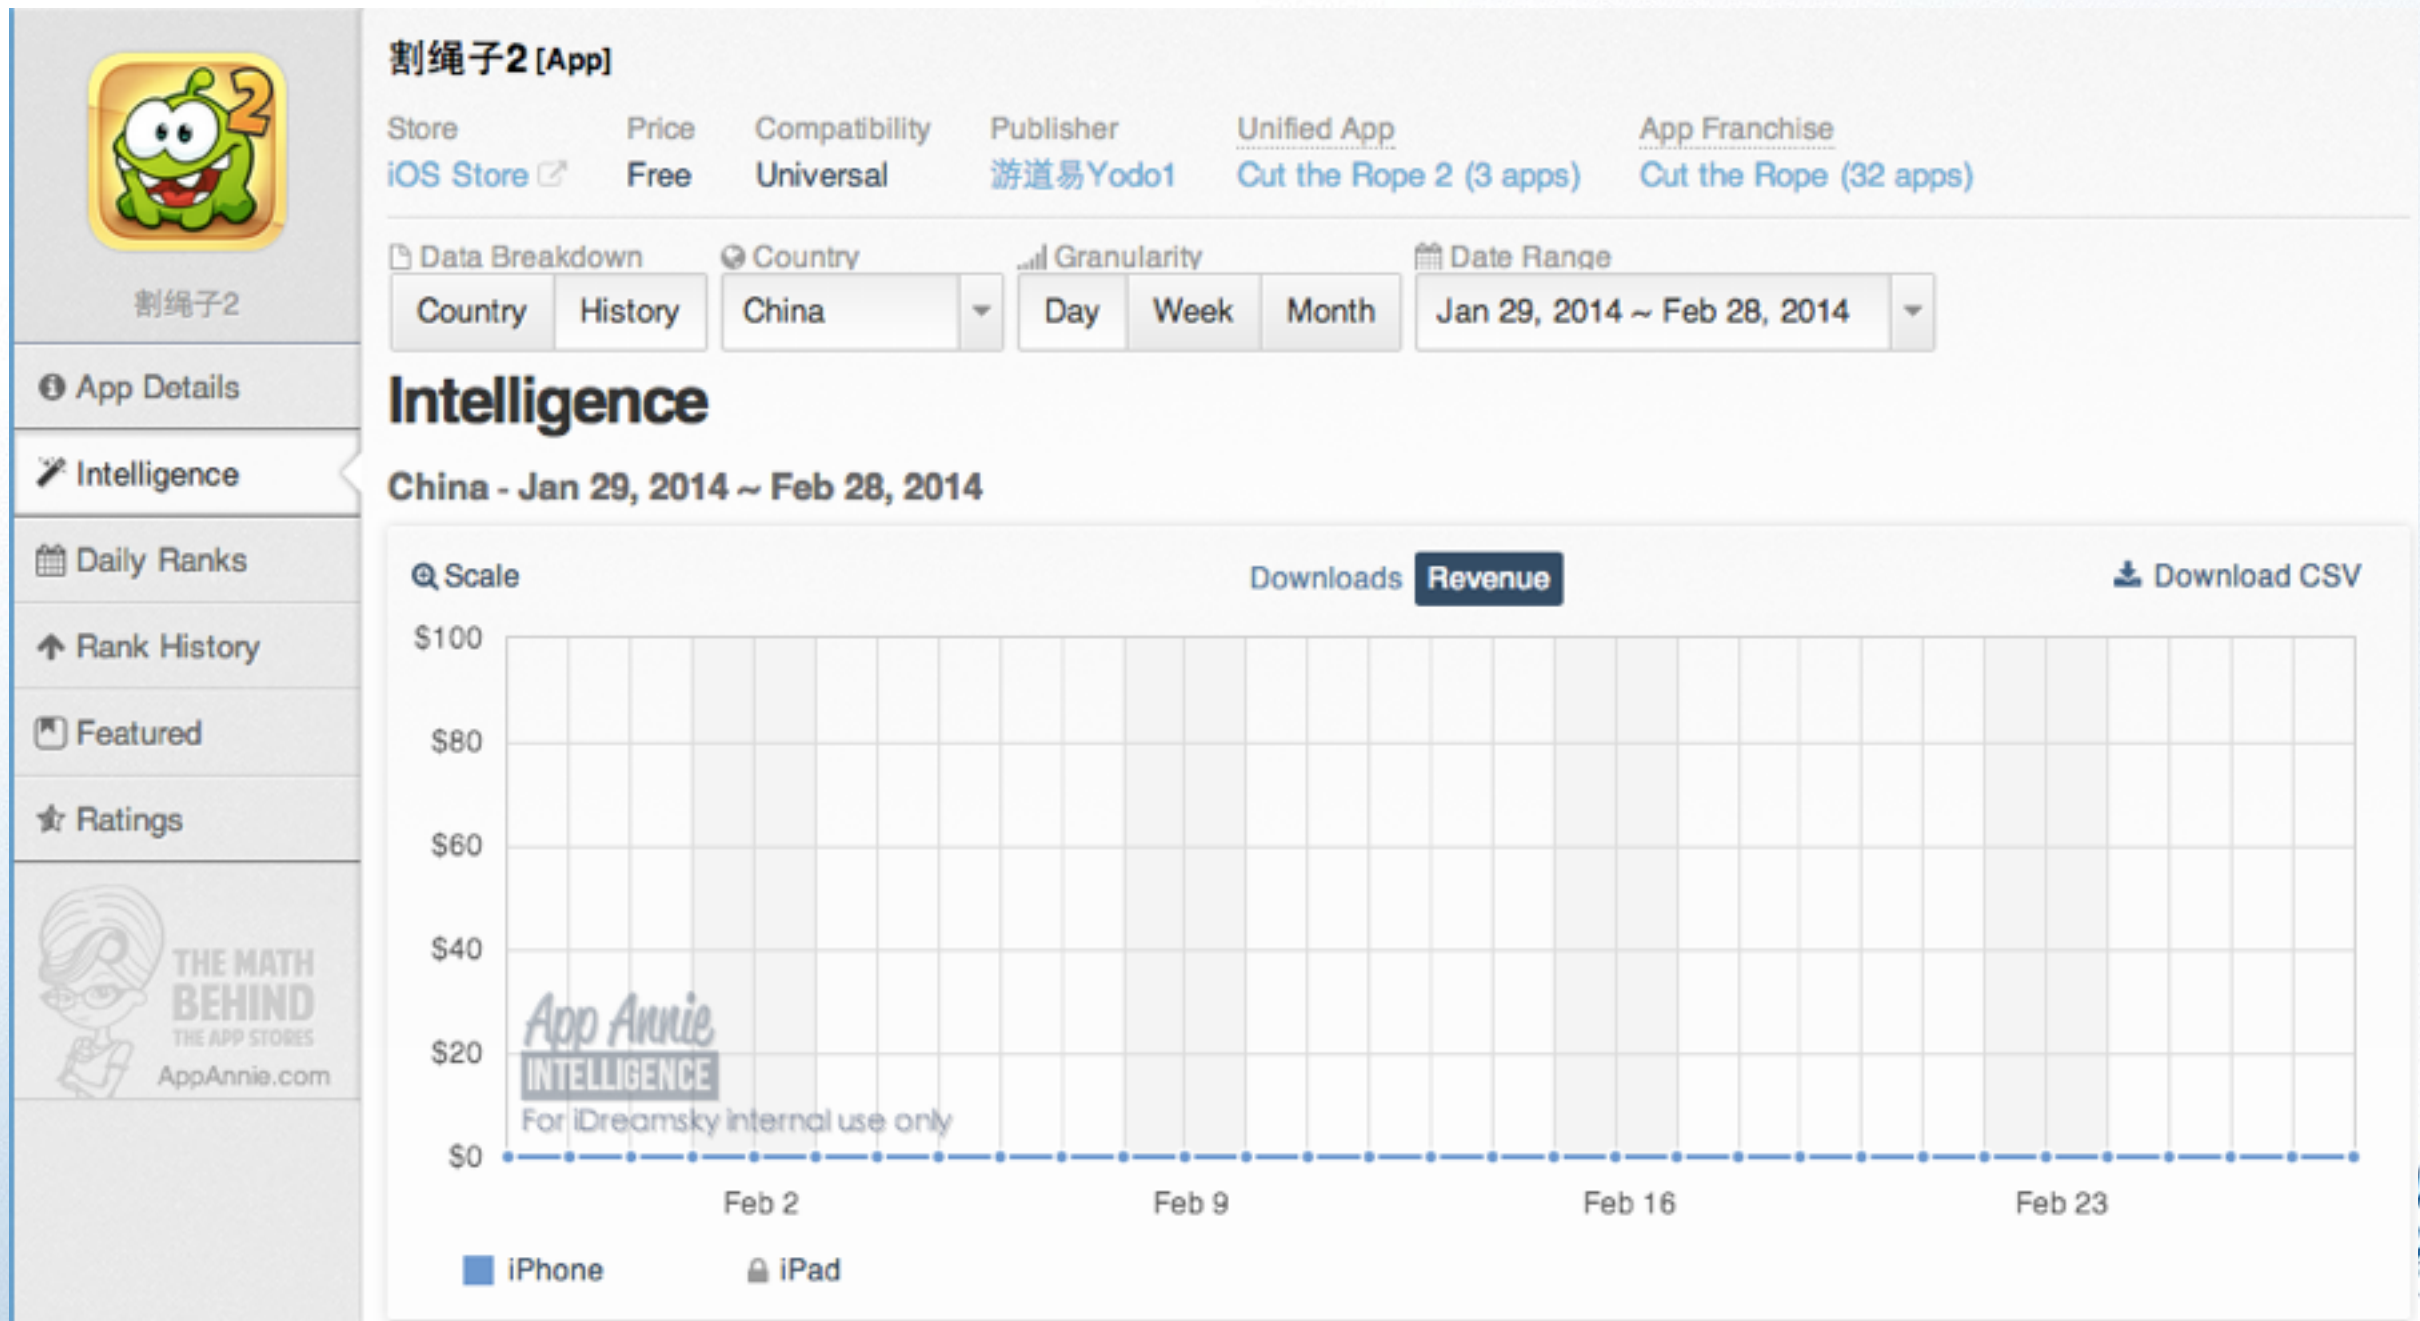 割绳子2 [App]
2
Store Price Compatibility Publisher Unified App App Franchise
iOS Store Free Universal 游道易Yodo1 Cut the Rope 2 (3 apps) Cut the Rope (32 apps)
割绳子2
Data Breakdown Country Granularity Date Range
Country History China Day Week Month Jan 29, 2014 ~ Feb 28, 2014
App Details
Intelligence
Daily Ranks
Rank History
Featured
Ratings
THE MATH
BEHIND
THE APP STORES
AppAnnie.com
Intelligence
China - Jan 29, 2014 ~ Feb 28, 2014
Scale Downloads Revenue Download CSV
$100
$80
$60
$40
$20
$0
App Annie
INTELLIGENCE
For iDreamsky internal use only
Feb 2 Feb 9 Feb 16 Feb 23
iPhone iPad